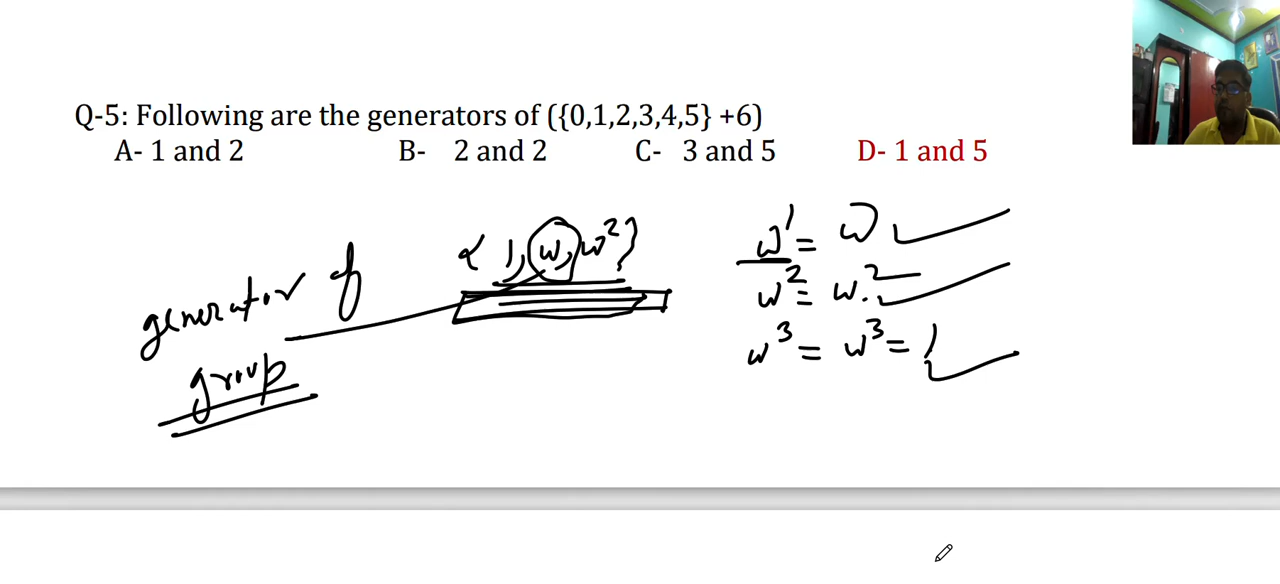 Q-5: Following are the generators of ({0,1,2,3,4,5} +6)
A- 1 and 2 B- 2 and 2 C- 3 and 5 D- 1 and 5
generator of
group
{ 1, w, w² }
w¹ = w
w² = w.²
w³ = w³ = 1